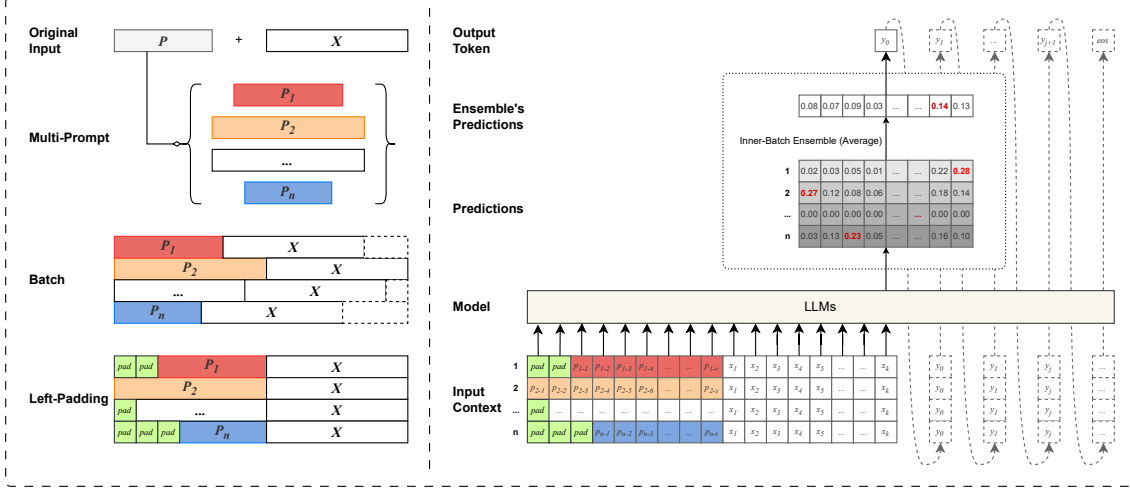 Original Input
P + X
Multi-Prompt
P1
P2
...
Pn
Batch
P1 X
P2 X
... X
Pn X
Left-Padding
pad pad P1 X
P2 X
pad ... X
pad pad pad Pn X
Output Token
y0 y1 ... yj+1 eos
Ensemble's Predictions
0.08 0.07 0.09 0.03 ... ... 0.14 0.13
Inner-Batch Ensemble (Average)
Predictions
1 0.02 0.03 0.05 0.01 ... ... 0.22 0.28
2 0.27 0.12 0.08 0.06 ... ... 0.18 0.14
... 0.00 0.00 0.00 0.00 ... ... 0.00 0.00
n 0.03 0.13 0.23 0.05 ... ... 0.16 0.10
Model
LLMs
Input Context
1 pad pad p1-1 p1-2 p1-3 p1-4 ... ... x1 x2 x3 x4 x5 ... ... xk y0 y1 ... yj ...
2 p2-1 p2-2 p2-3 p2-4 p2-5 p2-6 ... ... x1 x2 x3 x4 x5 ... ... xk y0 y1 ... yj ...
... pad ... ... ... ... ... ... ... ... x1 x2 x3 x4 x5 ... ... xk y0 y1 ... yj ...
n pad pad pad pn-1 pn-2 pn-3 ... ... x1 x2 x3 x4 x5 ... ... xk y0 y1 ... yj ...